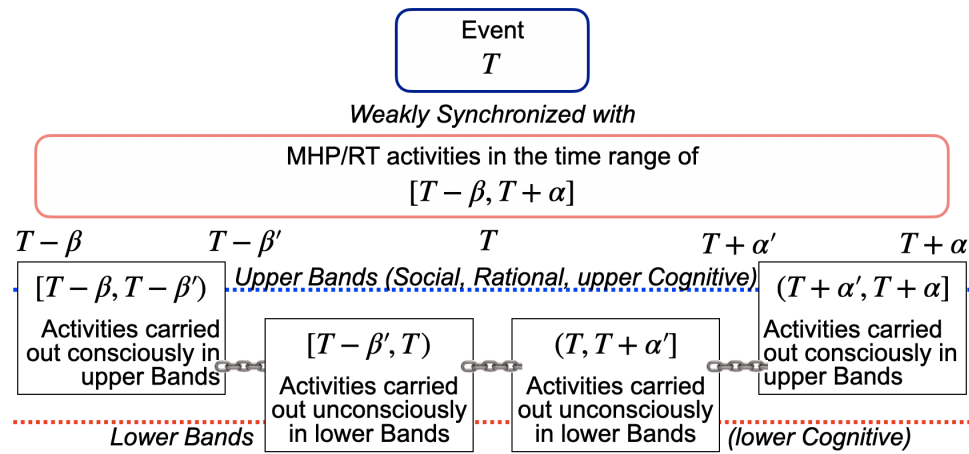 Event
T
Weakly Synchronized with
MHP/RT activities in the time range of
[T − β, T + α]
T − β
T − β′
T
T + α′
T + α
Upper Bands (Social, Rational, upper Cognitive)
[T − β, T − β′)
Activities carried
out consciously in
upper Bands
[T − β′, T)
Activities carried
out unconsciously
in lower Bands
(T, T + α′]
Activities carried
out unconsciously
in lower Bands
(T + α′, T + α]
Activities carried
out consciously in
upper Bands
Lower Bands
(lower Cognitive)